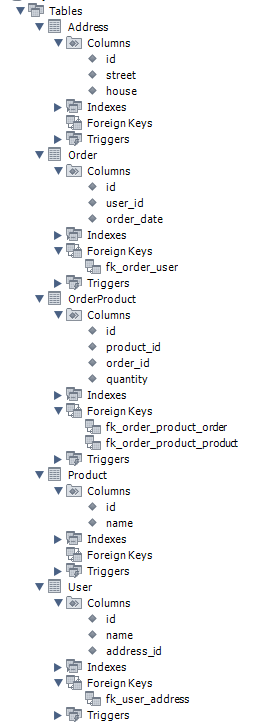 Tables
Address
Columns
id
street
house
Indexes
Foreign Keys
Triggers
Order
Columns
id
user_id
order_date
Indexes
Foreign Keys
fk_order_user
Triggers
OrderProduct
Columns
id
product_id
order_id
quantity
Indexes
Foreign Keys
fk_order_product_order
fk_order_product_product
Triggers
Product
Columns
id
name
Indexes
Foreign Keys
Triggers
User
Columns
id
name
address_id
Indexes
Foreign Keys
fk_user_address
Triggers